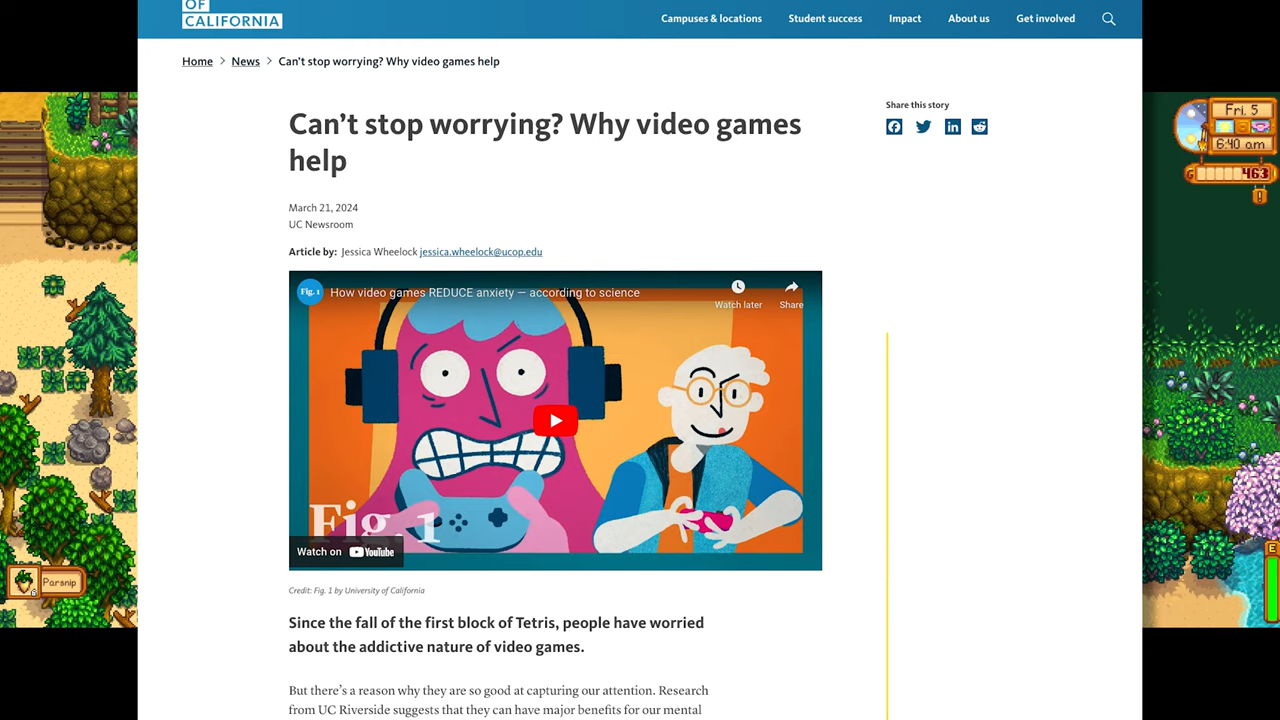 OF
CALIFORNIA
Campuses & locations Student success Impact About us Get involved
Home > News > Can't stop worrying? Why video games help
Can't stop worrying? Why video games
help
Share this story
March 21, 2024
UC Newsroom
Article by: Jessica Wheelock jessica.wheelock@ucop.edu
Fig. 1 How video games REDUCE anxiety — according to science
Watch later Share
Fig. 1
Watch on YouTube
Credit: Fig. 1 by University of California
Since the fall of the first block of Tetris, people have worried
about the addictive nature of video games.
But there's a reason why they are so good at capturing our attention. Research
from UC Riverside suggests that they can have major benefits for our mental
Fri. 5
6:40 am
G 463
!
Parsnip
E